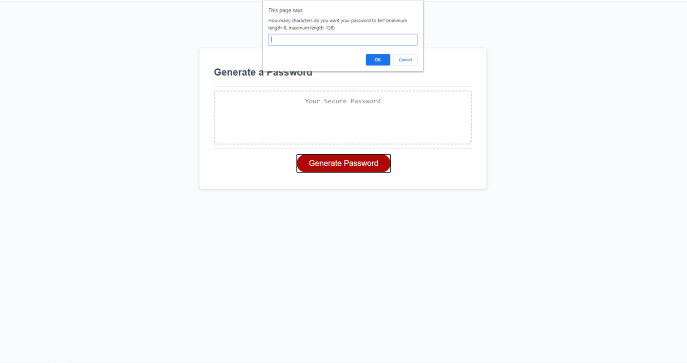 This page says
How many characters do you want your password to be? (minimum
length: 8, maximum length: 128)
OK
Cancel
Generate a Password
Your Secure Password
Generate Password